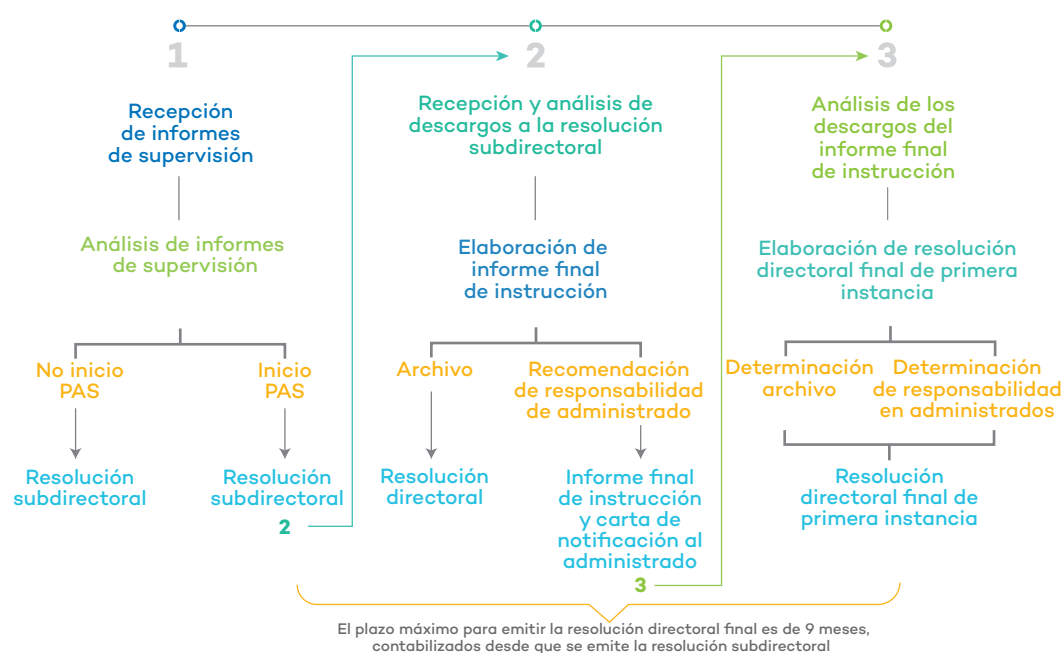 1
2
3
Recepción
de informes
de supervisión
Análisis de informes
de supervisión
No inicio
PAS
Inicio
PAS
Resolución
subdirectoral
Resolución
subdirectoral
2
Recepción y análisis de
descargos a la resolución
subdirectoral
Elaboración de
informe final
de instrucción
Archivo
Recomendación
de responsabilidad
de administrado
Resolución
directoral
Informe final
de instrucción
y carta de
notificación al
administrado
3
Análisis de los
descargos del
informe final
de instrucción
Elaboración de resolución
directoral final de primera
instancia
Determinación
archivo
Determinación
de responsabilidad
en administrados
Resolución
directoral final de
primera instancia
El plazo máximo para emitir la resolución directoral final es de 9 meses,
contabilizados desde que se emite la resolución subdirectoral